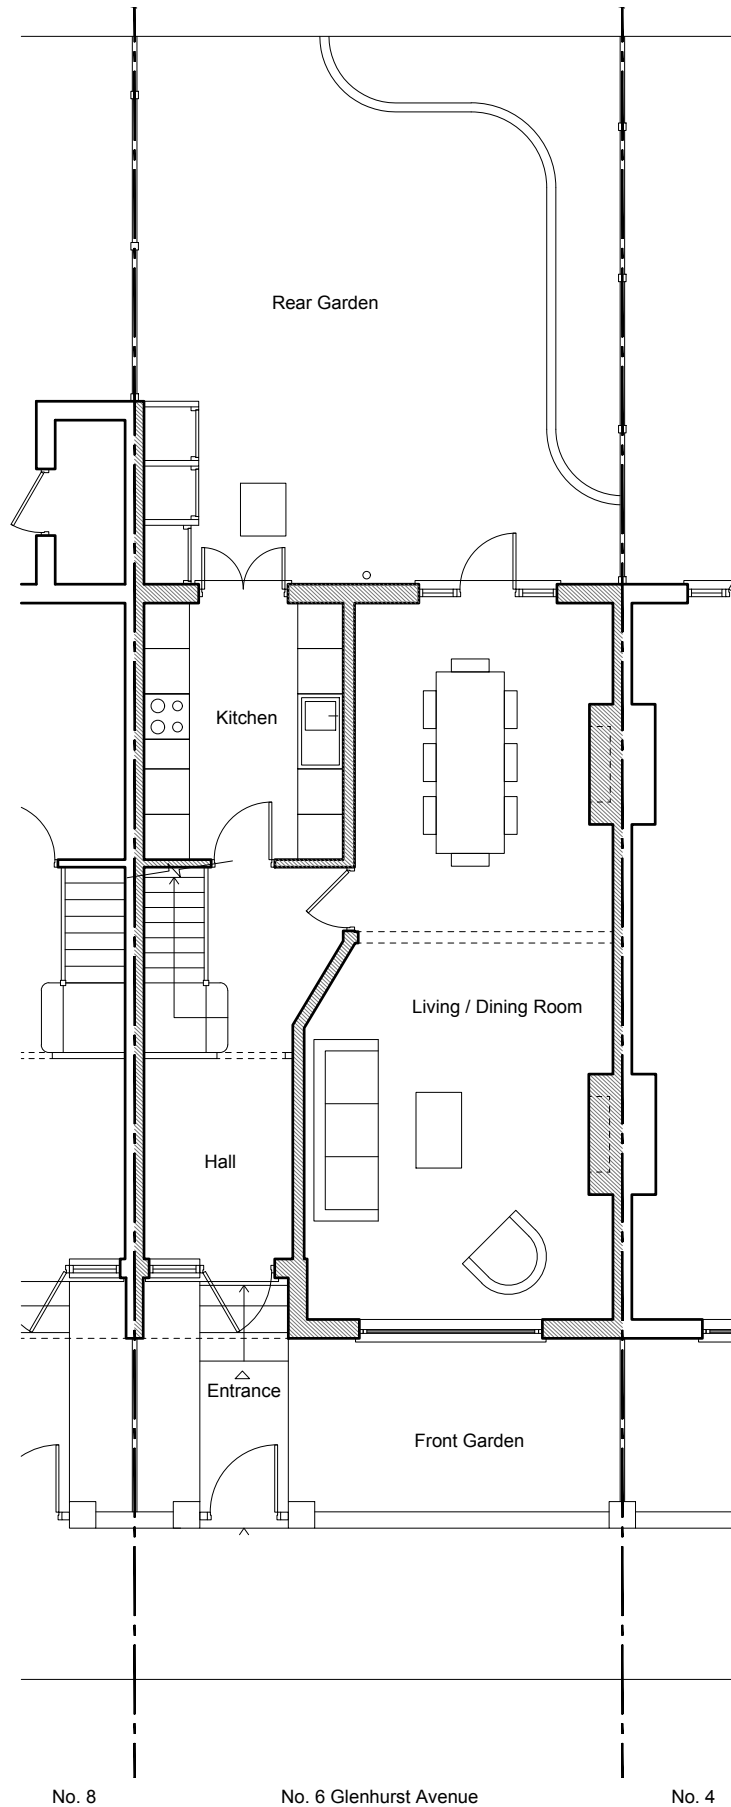 Rear Garden
Kitchen
Living / Dining Room
Hall
Entrance
Front Garden
No. 8
No. 6 Glenhurst Avenue
No. 4